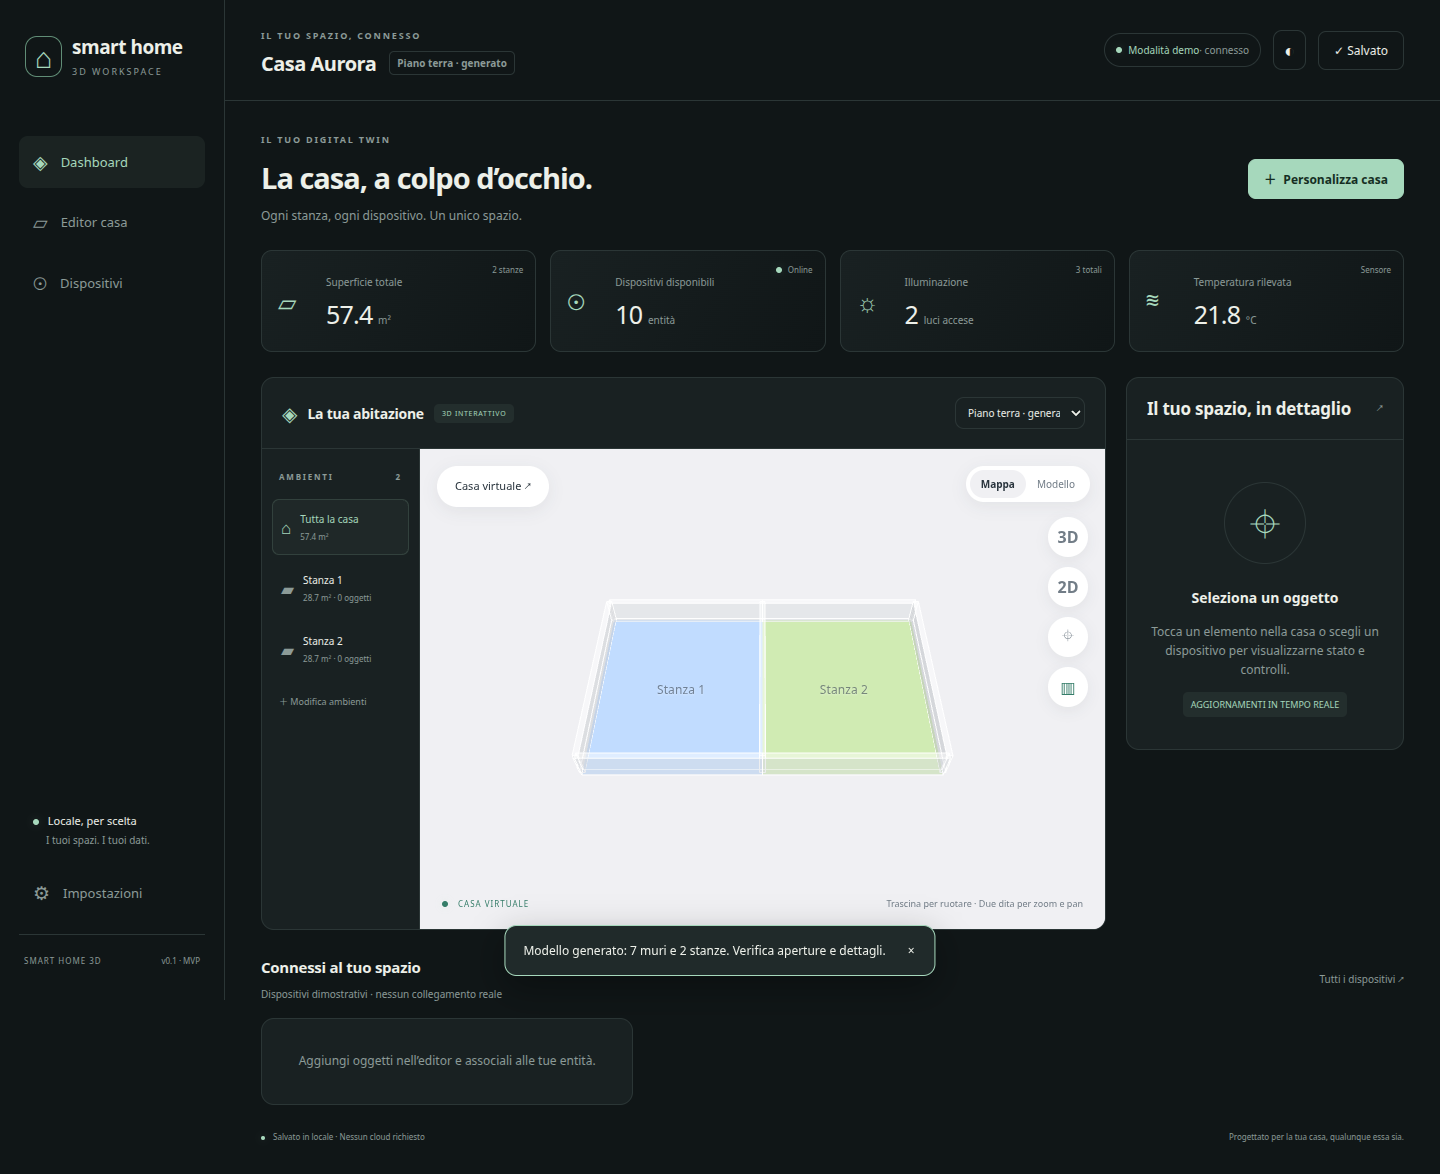 smart home
3D WORKSPACE
Dashboard
Editor casa
Dispositivi
Locale, per scelta
I tuoi spazi. I tuoi dati.
Impostazioni
SMART HOME 3D
v0.1 · MVP
IL TUO SPAZIO, CONNESSO
Casa Aurora
Piano terra · generato
Modalità demo · connesso
✓ Salvato
IL TUO DIGITAL TWIN
La casa, a colpo d’occhio.
Ogni stanza, ogni dispositivo. Un unico spazio.
+ Personalizza casa
2 stanze
Superficie totale
57.4 m²
Online
Dispositivi disponibili
10 entità
3 totali
Illuminazione
2 luci accese
Sensore
Temperatura rilevata
21.8 °C
La tua abitazione
3D INTERATTIVO
Piano terra · genera
AMBIENTI 2
Tutta la casa
57.4 m²
Stanza 1
28.7 m² · 0 oggetti
Stanza 2
28.7 m² · 0 oggetti
+ Modifica ambienti
Casa virtuale ↗
Mappa
Modello
3D
2D
Stanza 1
Stanza 2
CASA VIRTUALE
Trascina per ruotare · Due dita per zoom e pan
Il tuo spazio, in dettaglio ↗
Seleziona un oggetto
Tocca un elemento nella casa o scegli un
dispositivo per visualizzarne stato e
controlli.
AGGIORNAMENTI IN TEMPO REALE
Modello generato: 7 muri e 2 stanze. Verifica aperture e dettagli. ×
Connessi al tuo spazio
Dispositivi dimostrativi · nessun collegamento reale
Tutti i dispositivi ↗
Aggiungi oggetti nell’editor e associali alle tue entità.
Salvato in locale · Nessun cloud richiesto
Progettato per la tua casa, qualunque essa sia.